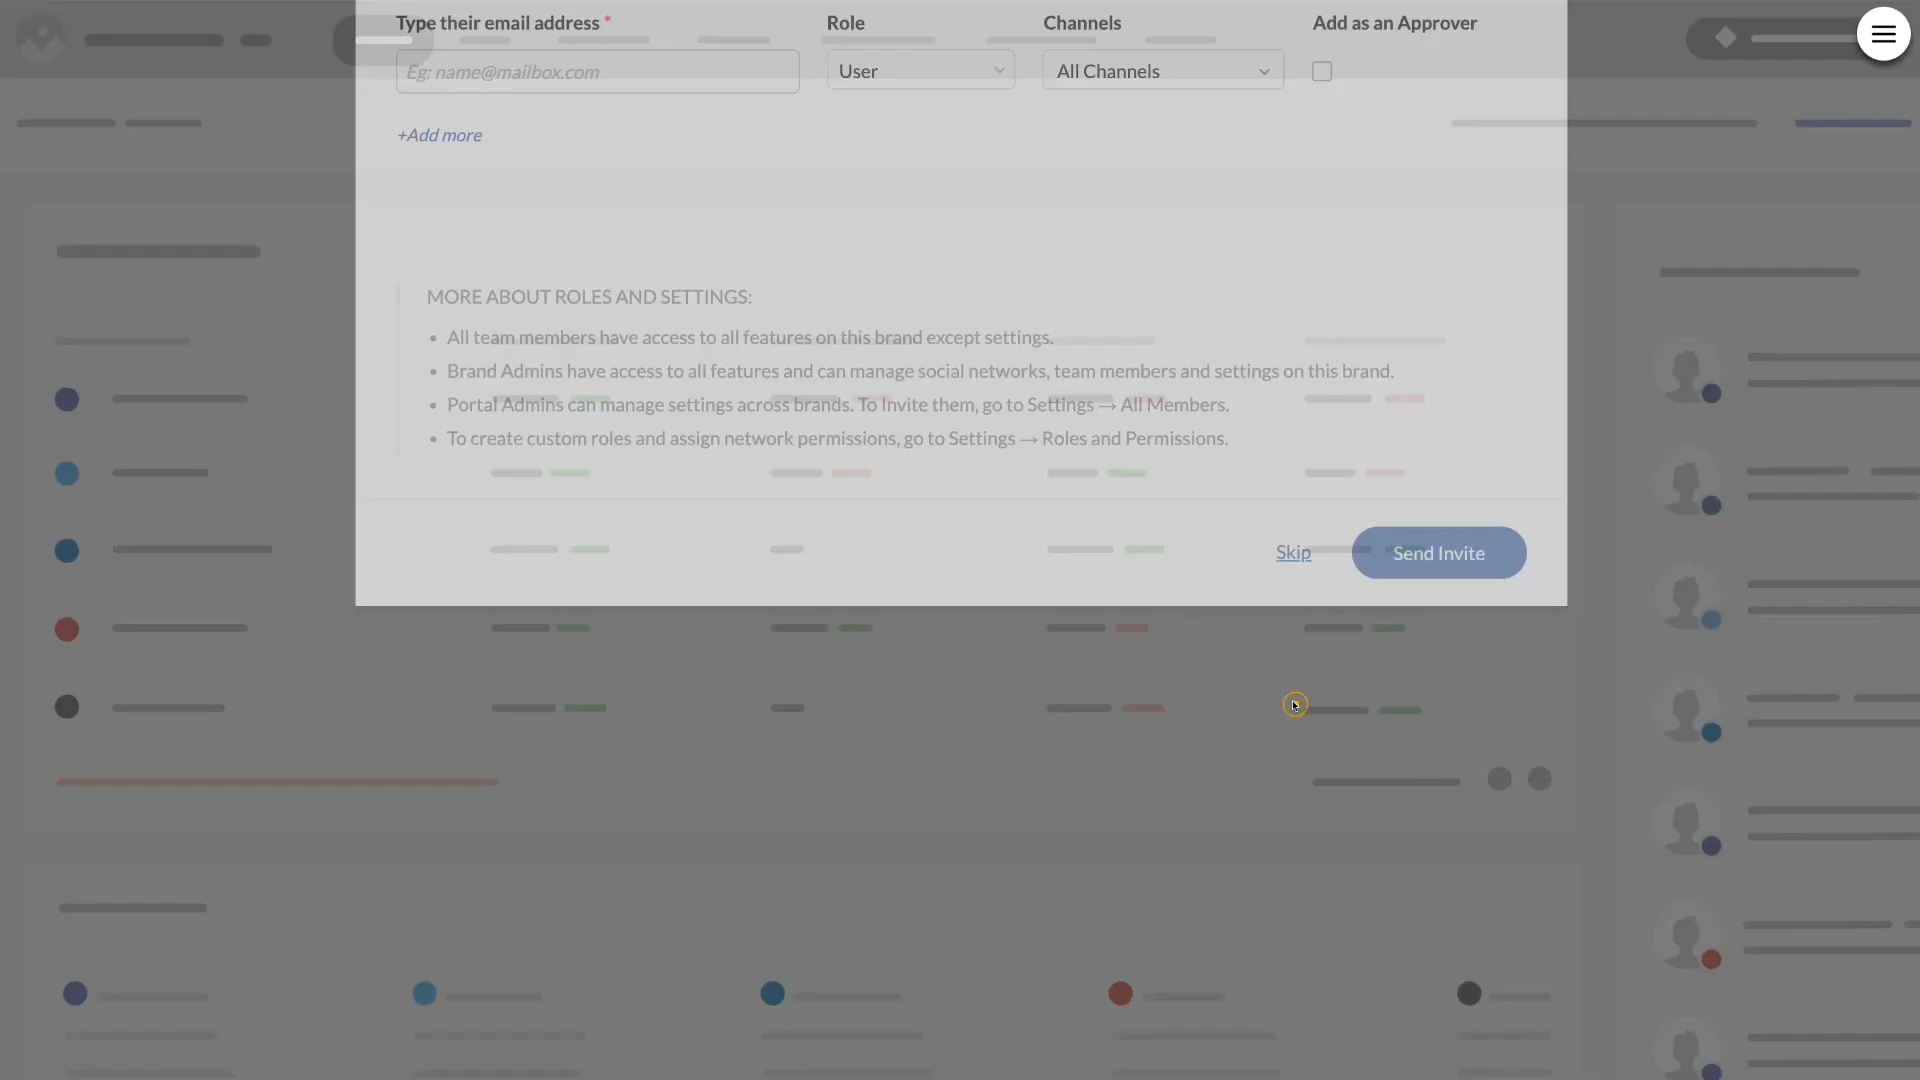 Type their email address * Role Channels Add as an Approver
Eg: name@mailbox.com User All Channels
+Add more
MORE ABOUT ROLES AND SETTINGS:
• All team members have access to all features on this brand except settings.
• Brand Admins have access to all features and can manage social networks, team members and settings on this brand.
• Portal Admins can manage settings across brands. To Invite them, go to Settings → All Members.
• To create custom roles and assign network permissions, go to Settings → Roles and Permissions.
Skip Send Invite